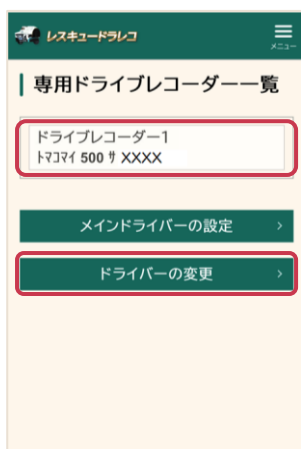 レスキュードラレコ
メニュー
専用ドライブレコーダー一覧
ドライブレコーダー1
ﾄﾏｺﾏｲ 500 ｻ XXXX
メインドライバーの設定
ドライバーの変更